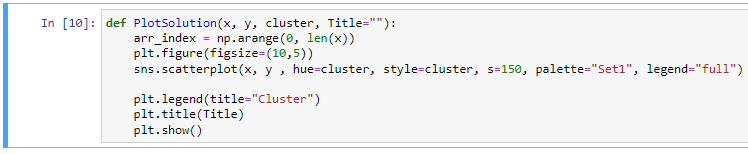 In [10]: def PlotSolution(x, y, cluster, Title=""):
    arr_index = np.arange(0, len(x))
    plt.figure(figsize=(10,5))
    sns.scatterplot(x, y , hue=cluster, style=cluster, s=150, palette="Set1", legend="full")

    plt.legend(title="Cluster")
    plt.title(Title)
    plt.show()